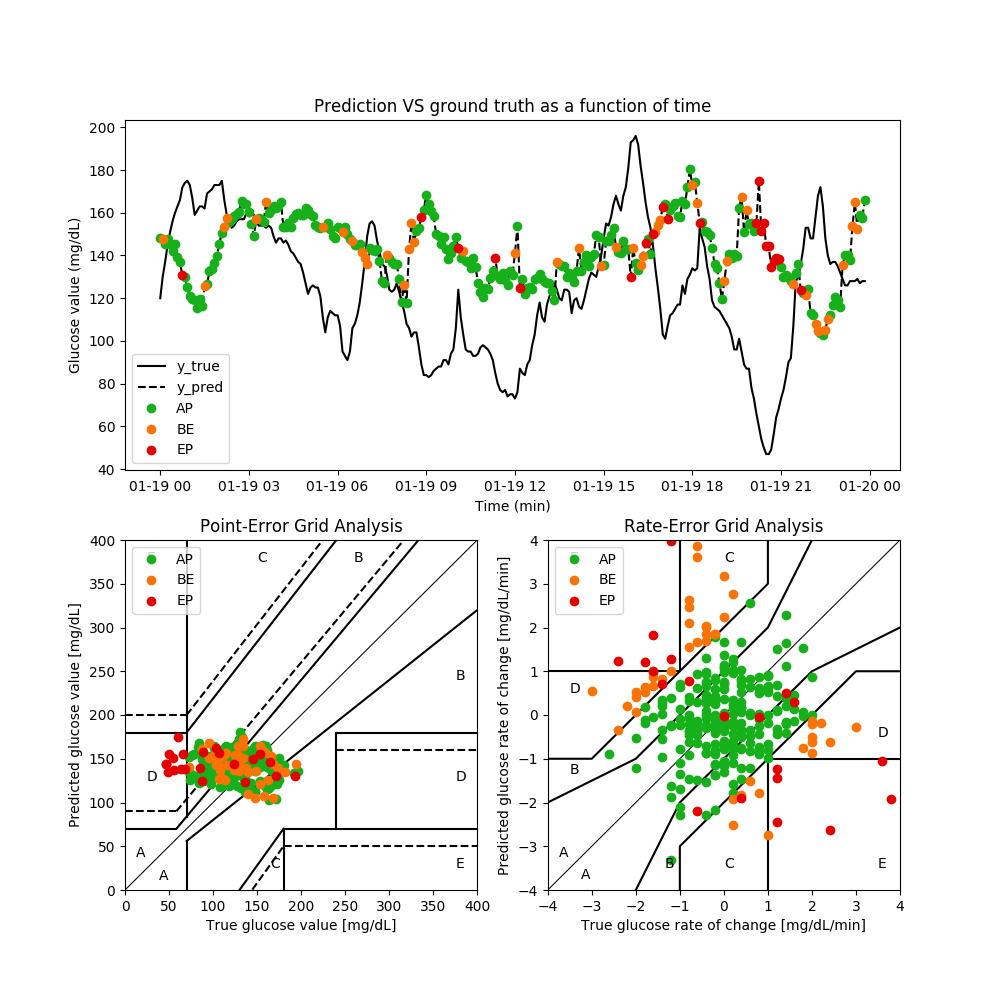 Prediction VS ground truth as a function of time
Glucose value (mg/dL)
200
180
160
140
120
100
80
60
40
y_true
y_pred
AP
BE
EP
01-19 00 01-19 03 01-19 06 01-19 09 01-19 12 01-19 15 01-19 18 01-19 21 01-20 00
Time (min)
Point-Error Grid Analysis
Predicted glucose value [mg/dL]
400
350
300
250
200
150
100
50
0
AP
BE
EP
C
B
B
D
D
A
A
C
E
0 50 100 150 200 250 300 350 400
True glucose value [mg/dL]
Rate-Error Grid Analysis
Predicted glucose rate of change [mg/dL/min]
4
3
2
1
0
−1
−2
−3
−4
AP
BE
EP
C
D
D
B
A
A
B
C
E
−4 −3 −2 −1 0 1 2 3 4
True glucose rate of change [mg/dL/min]